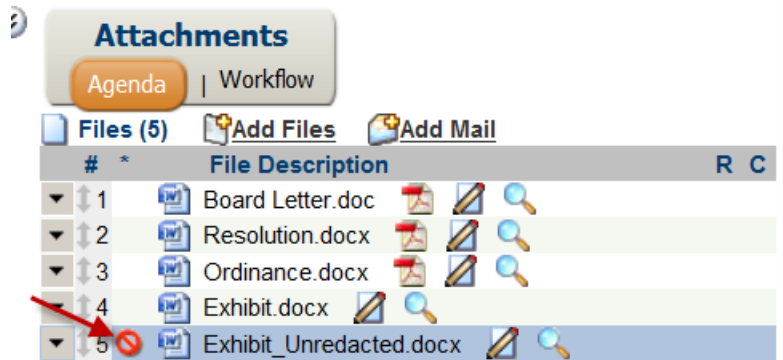 Attachments
Agenda | Workflow
Files (5) Add Files Add Mail
# * File Description R C
1 Board Letter.doc
2 Resolution.docx
3 Ordinance.docx
4 Exhibit.docx
5 Exhibit_Unredacted.docx